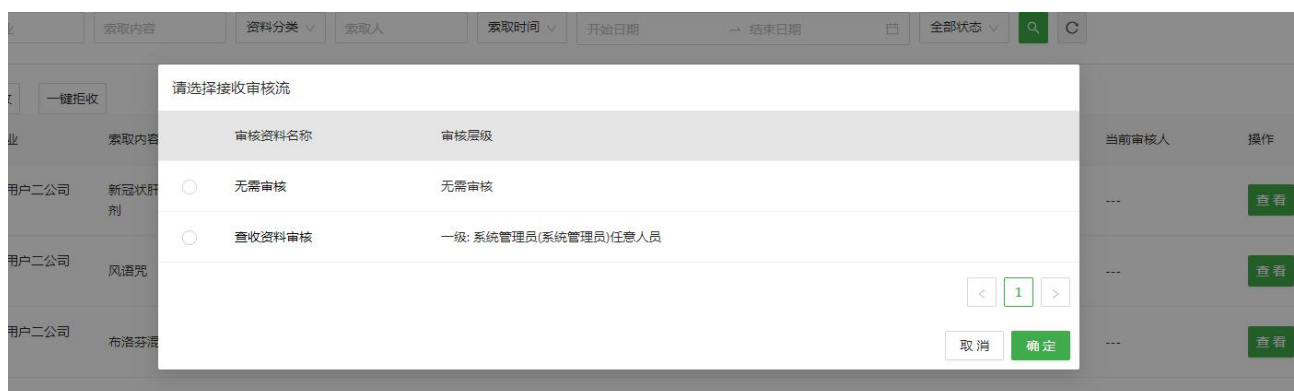 索取内容 资料分类 索取人 索取时间 开始日期 → 结束日期 全部状态
一键拒收
请选择接收审核流
业 索取内容 审核资料名称 审核层级 当前审核人 操作
用户二公司 新冠状肝 无需审核 无需审核 --- 查看
剂
查收资料审核 一级: 系统管理员(系统管理员)任意人员
用户二公司 风语咒 --- 查看
< 1 >
用户二公司 布洛芬混 --- 查看
取消 确定